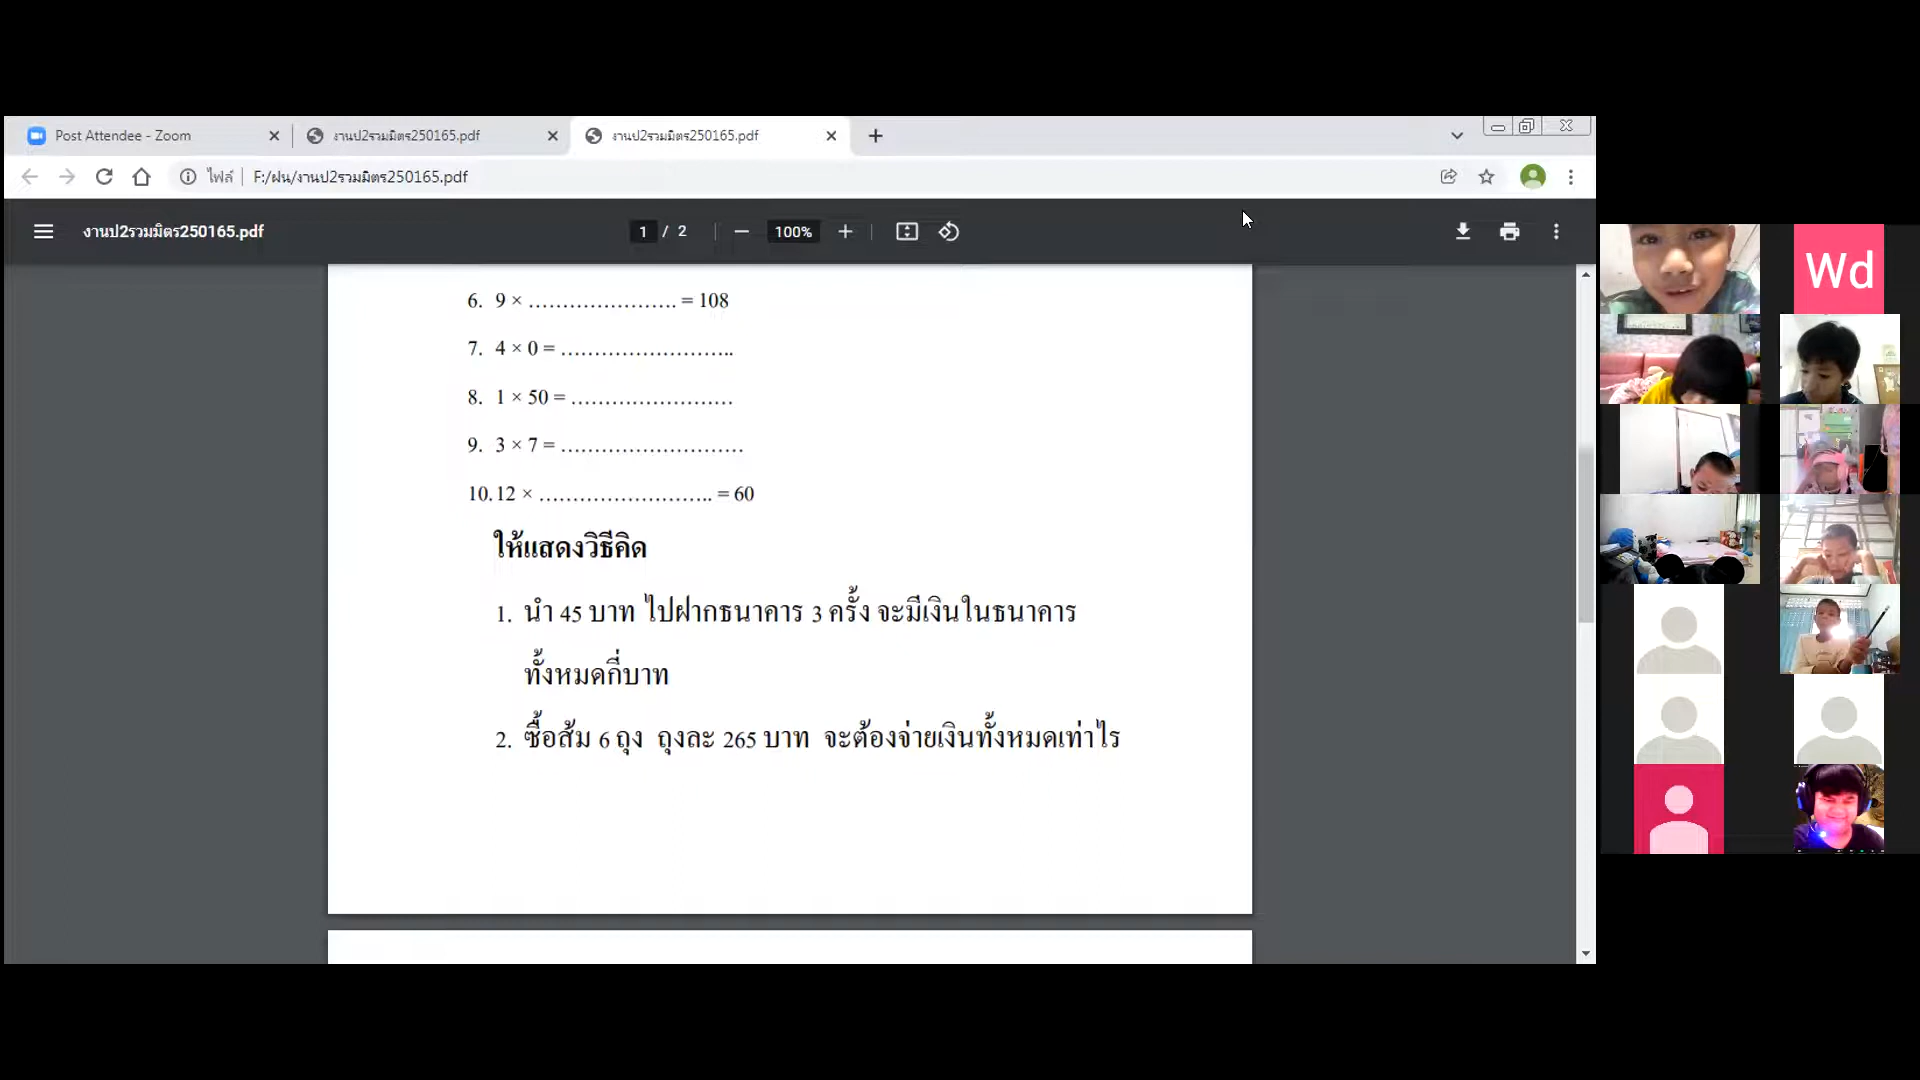 Post Attendee - Zoom
งานป2รวมมิตร250165.pdf
งานป2รวมมิตร250165.pdf
ไฟล์
F:/ฝน/งานป2รวมมิตร250165.pdf
งานป2รวมมิตร250165.pdf
1 / 2
100%
Wd
6. 9 × …………………. = 108
7. 4 × 0 = ……………………..
8. 1 × 50 = ……………………
9. 3 × 7 = ………………………
10. 12 × …………………….. = 60
ให้แสดงวิธีคิด
1. นำ 45 บาท ไปฝากธนาคาร 3 ครั้ง จะมีเงินในธนาคาร
ทั้งหมดกี่บาท
2. ซื้อส้ม 6 ถุง ถุงละ 265 บาท จะต้องจ่ายเงินทั้งหมดเท่าไร